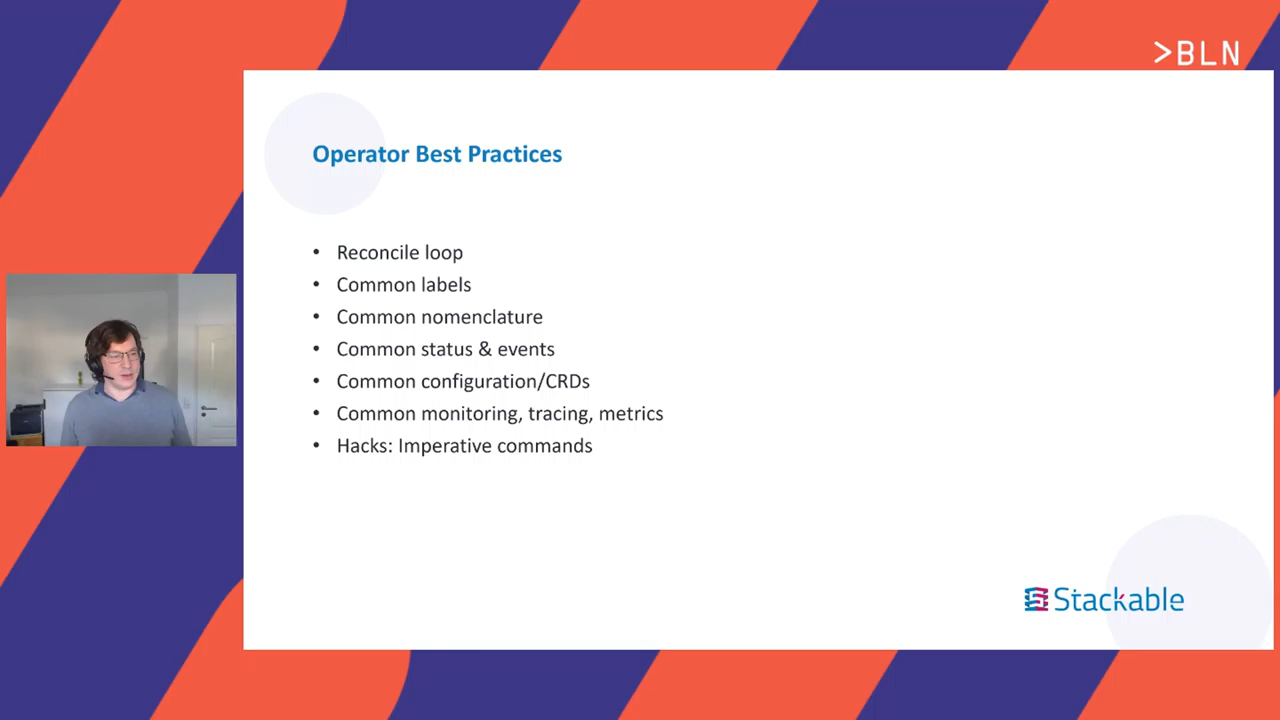 >BLN
Operator Best Practices
• Reconcile loop
• Common labels
• Common nomenclature
• Common status & events
• Common configuration/CRDs
• Common monitoring, tracing, metrics
• Hacks: Imperative commands
Stackable